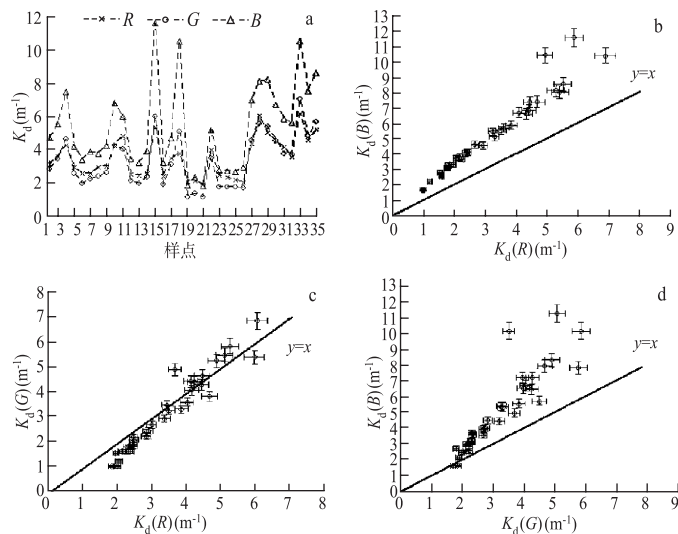 R G B a
12
10
8
6
4
2
0
K_d(m⁻¹)
1 3 5 7 9 11 13 15 17 19 21 23 25 27 29 31 33 35
样点
b
13
12
11
10
9
8
7
6
5
4
3
2
1
0
K_d(B)(m⁻¹)
y=x
1 2 3 4 5 6 7 8 9
K_d(R)(m⁻¹)
c
8
7
6
5
4
3
2
1
0
K_d(G)(m⁻¹)
y=x
0 1 2 3 4 5 6 7 8
K_d(R)(m⁻¹)
d
13
12
11
10
9
8
7
6
5
4
3
2
1
0
K_d(B)(m⁻¹)
y=x
0 1 2 3 4 5 6 7 8 9
K_d(G)(m⁻¹)